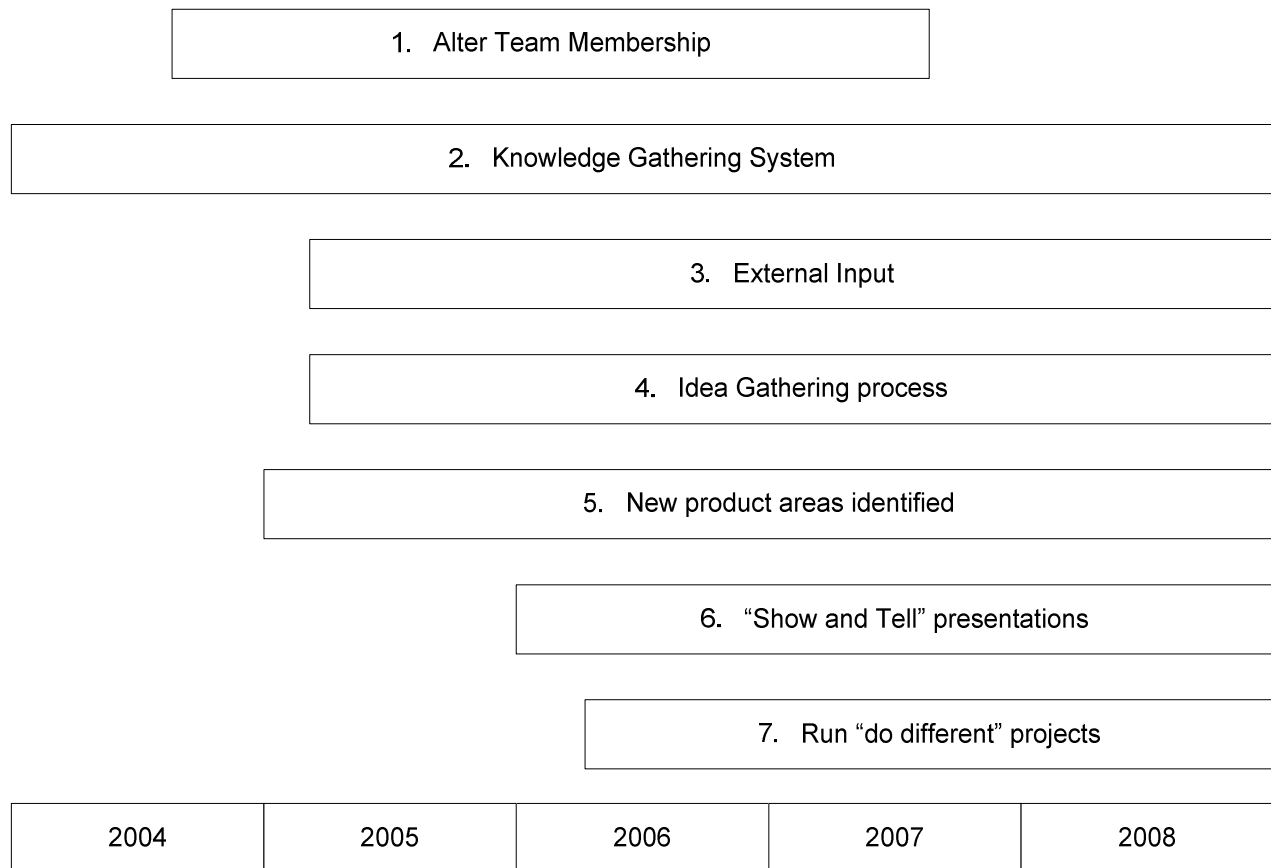 1. Alter Team Membership
2. Knowledge Gathering System
3. External Input
4. Idea Gathering process
5. New product areas identified
6. “Show and Tell” presentations
7. Run “do different” projects
2004 2005 2006 2007 2008